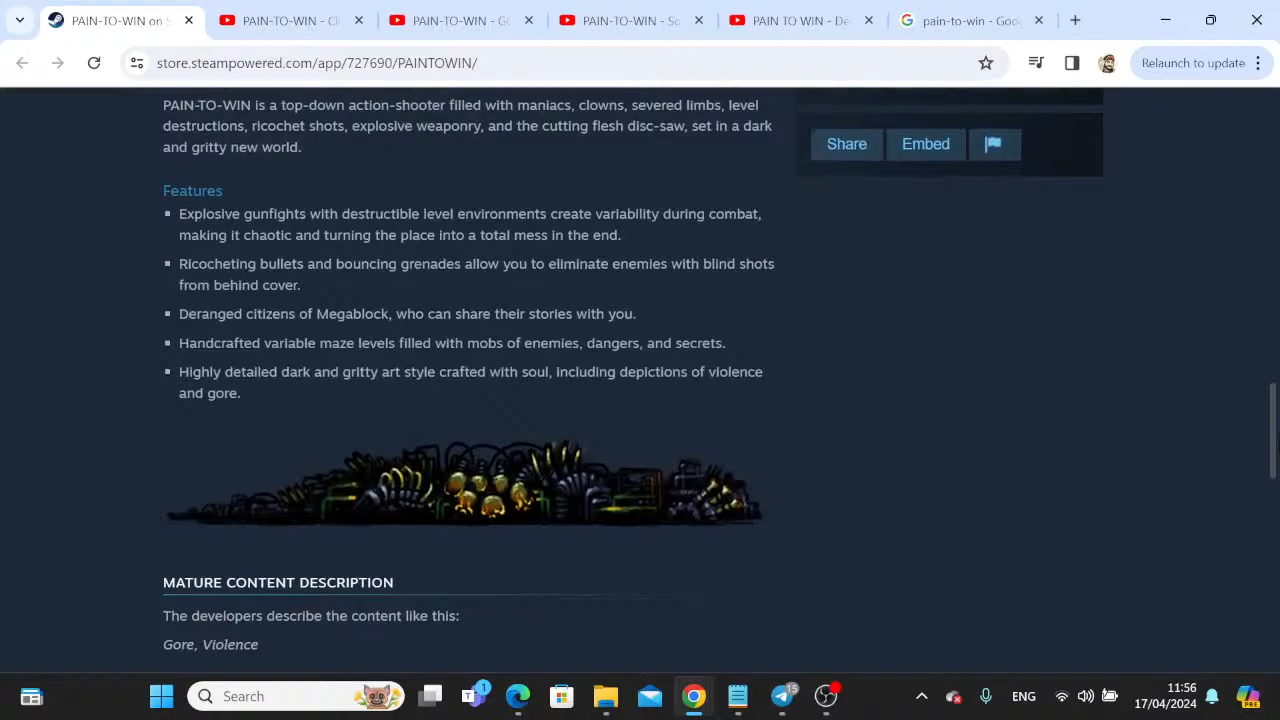 PAIN-TO-WIN on S
PAIN-TO-WIN - Cl
PAIN-TO-WIN - G
PAIN-TO-WIN - So
PAIN TO WIN - De
pain-to-win - Goog
store.steampowered.com/app/727690/PAINTOWIN/
Relaunch to update
PAIN-TO-WIN is a top-down action-shooter filled with maniacs, clowns, severed limbs, level
destructions, ricochet shots, explosive weaponry, and the cutting flesh disc-saw, set in a dark
and gritty new world.
Share Embed
Features
Explosive gunfights with destructible level environments create variability during combat,
making it chaotic and turning the place into a total mess in the end.
Ricocheting bullets and bouncing grenades allow you to eliminate enemies with blind shots
from behind cover.
Deranged citizens of Megablock, who can share their stories with you.
Handcrafted variable maze levels filled with mobs of enemies, dangers, and secrets.
Highly detailed dark and gritty art style crafted with soul, including depictions of violence
and gore.
MATURE CONTENT DESCRIPTION
The developers describe the content like this:
Gore, Violence
Search
1
ENG
11:56
17/04/2024
PRE